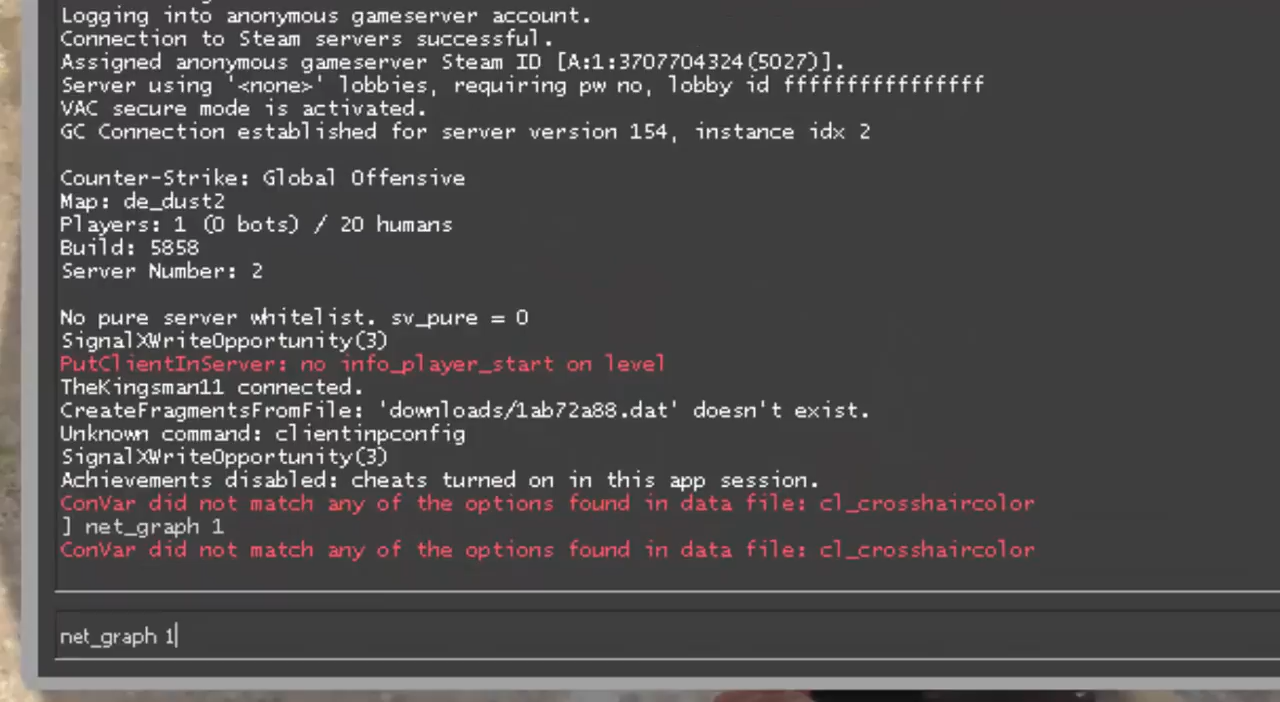 Logging into anonymous gameserver account.
Connection to Steam servers successful.
Assigned anonymous gameserver Steam ID [A:1:3707704324(5027)].
Server using '<none>' lobbies, requiring pw no, lobby id ffffffffffffffff
VAC secure mode is activated.
GC Connection established for server version 154, instance idx 2
Counter-Strike: Global Offensive
Map: de_dust2
Players: 1 (0 bots) / 20 humans
Build: 5858
Server Number: 2
No pure server whitelist. sv_pure = 0
SignalXWriteOpportunity(3)
PutClientInServer: no info_player_start on level
TheKingsman11 connected.
CreateFragmentsFromFile: 'downloads/1ab72a88.dat' doesn't exist.
Unknown command: clientinpconfig
SignalXWriteOpportunity(3)
Achievements disabled: cheats turned on in this app session.
ConVar did not match any of the options found in data file: cl_crosshaircolor
] net_graph 1
ConVar did not match any of the options found in data file: cl_crosshaircolor
net_graph 1